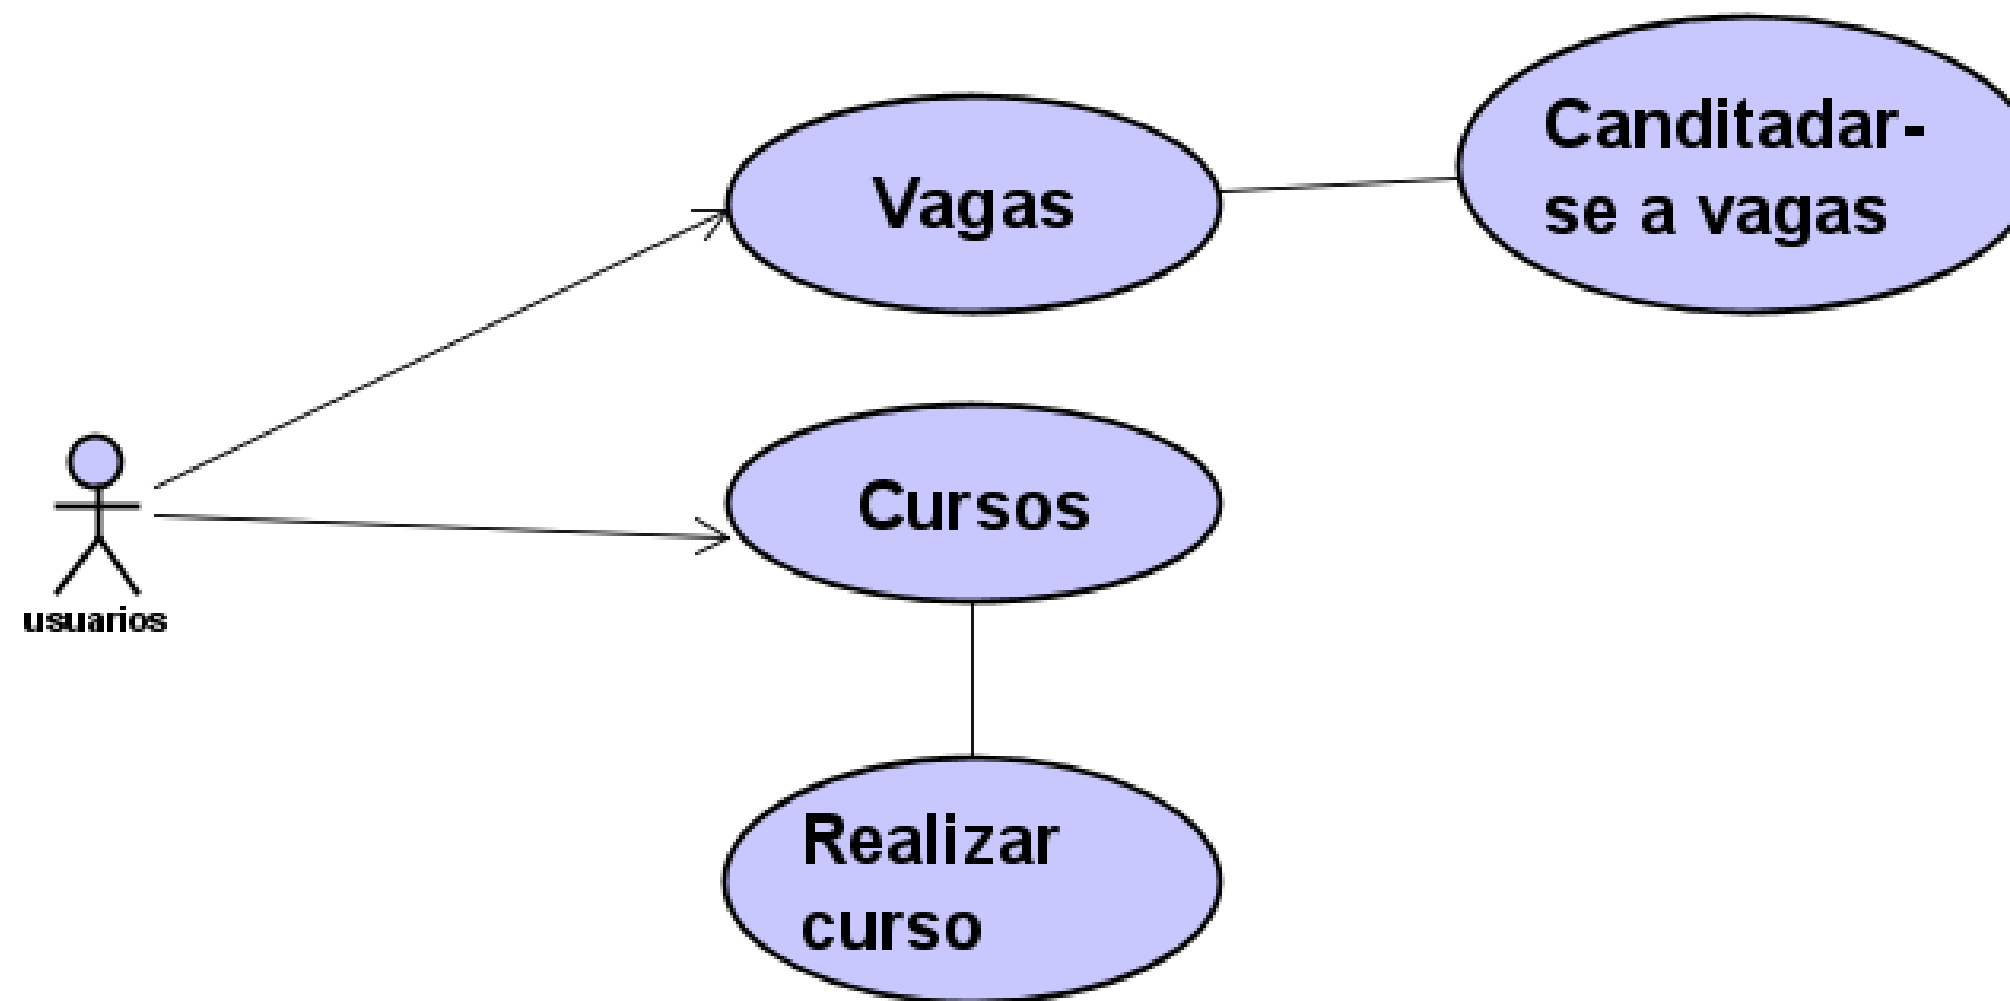 Vagas
Canditadar-
se a vagas
Cursos
usuarios
Realizar
curso